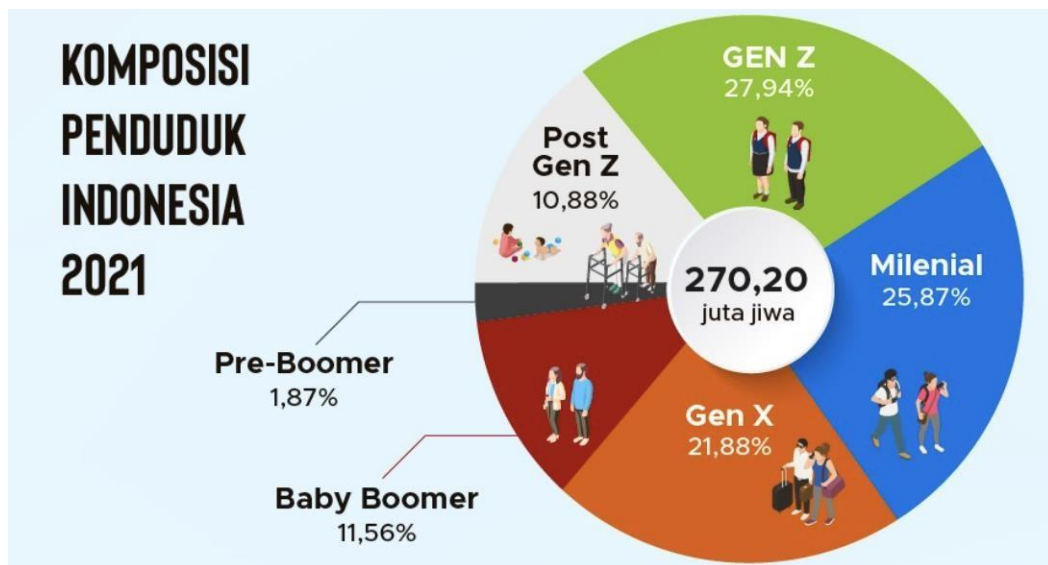 KOMPOSISI
PENDUDUK
INDONESIA
2021
GEN Z
27,94%
Post
Gen Z
10,88%
Milenial
25,87%
270,20
juta jiwa
Pre-Boomer
1,87%
Gen X
21,88%
Baby Boomer
11,56%